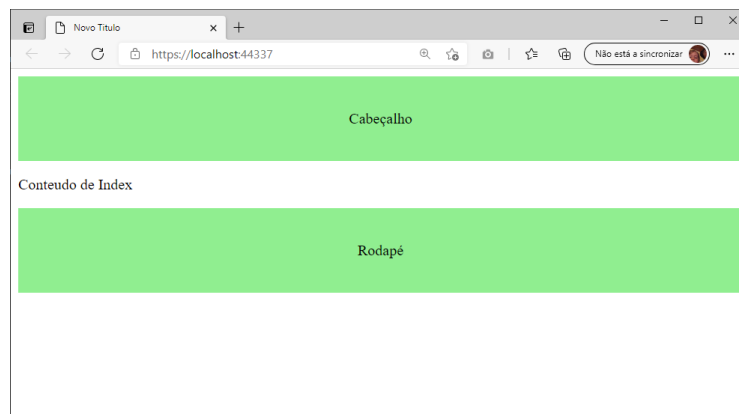 Novo Titulo
https://localhost:44337
Não está a sincronizar
Cabeçalho
Conteudo de Index
Rodapé